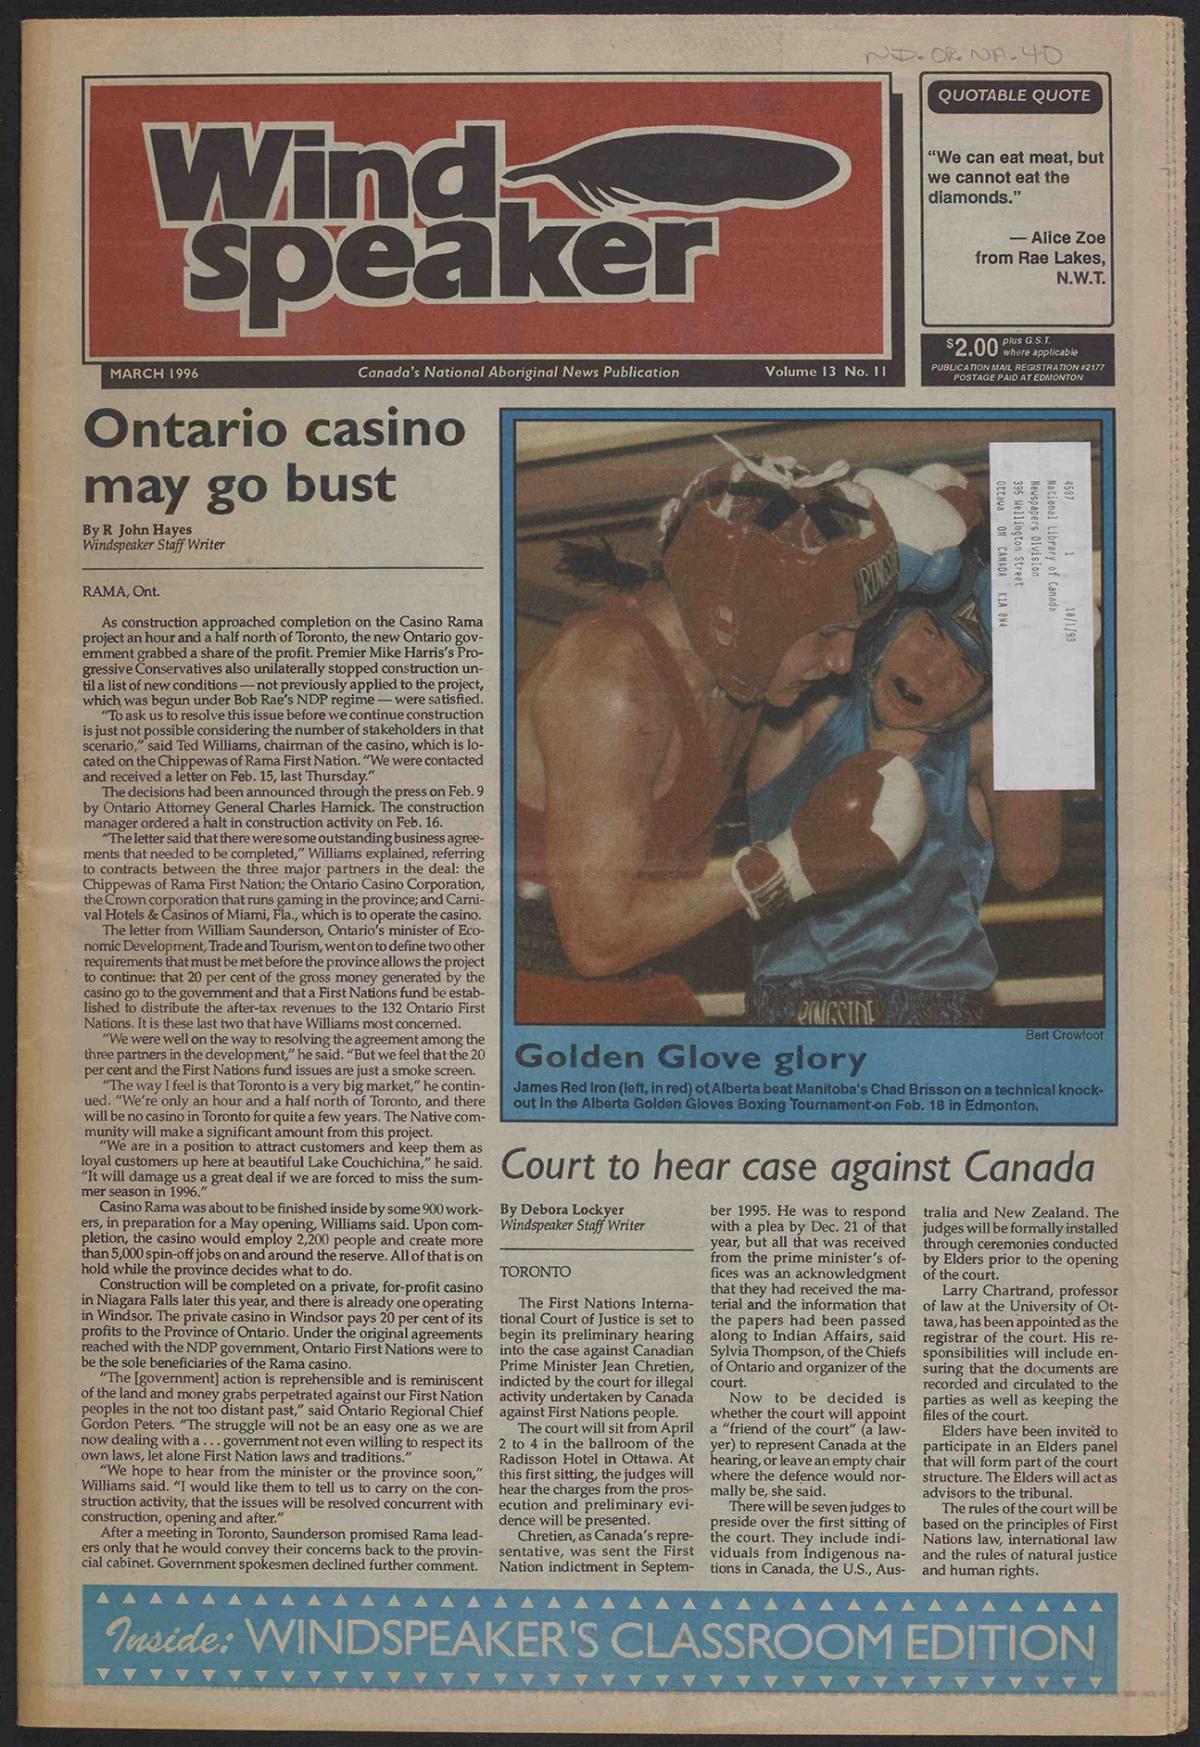 ND-OR.NA-40
Wind
speaker
MARCH 1996
Canada's National Aboriginal News Publication
Volume 13 No. 11
QUOTABLE QUOTE
“We can eat meat, but
we cannot eat the
diamonds.”
— Alice Zoe
from Rae Lakes,
N.W.T.
$2.00 plus G.S.T.
where applicable
PUBLICATION MAIL REGISTRATION #2177
POSTAGE PAID AT EDMONTON
Ontario casino
may go bust
By R John Hayes
Windspeaker Staff Writer
RAMA, Ont.
As construction approached completion on the Casino Rama
project an hour and a half north of Toronto, the new Ontario gov-
ernment grabbed a share of the profit. Premier Mike Harris's Pro-
gressive Conservatives also unilaterally stopped construction un-
til a list of new conditions — not previously applied to the project,
which was begun under Bob Rae's NDP regime — were satisfied.
“To ask us to resolve this issue before we continue construction
is just not possible considering the number of stakeholders in that
scenario,” said Ted Williams, chairman of the casino, which is lo-
cated on the Chippewas of Rama First Nation. “We were contacted
and received a letter on Feb. 15, last Thursday.”
The decisions had been announced through the press on Feb. 9
by Ontario Attorney General Charles Harnick. The construction
manager ordered a halt in construction activity on Feb. 16.
“The letter said that there were some outstanding business agree-
ments that needed to be completed,” Williams explained, referring
to contracts between the three major partners in the deal: the
Chippewas of Rama First Nation; the Ontario Casino Corporation,
the Crown corporation that runs gaming in the province; and Carni-
val Hotels & Casinos of Miami, Fla., which is to operate the casino.
The letter from William Saunderson, Ontario's minister of Eco-
nomic Development, Trade and Tourism, went on to define two other
requirements that must be met before the province allows the project
to continue: that 20 per cent of the gross money generated by the
casino go to the government and that a First Nations fund be estab-
lished to distribute the after-tax revenues to the 132 Ontario First
Nations. It is these last two that have Williams most concerned.
“We were well on the way to resolving the agreement among the
three partners in the development,” he said. “But we feel that the 20
per cent and the First Nations fund issues are just a smoke screen.
“The way I feel is that Toronto is a very big market,” he contin-
ued. “We're only an hour and a half north of Toronto, and there
will be no casino in Toronto for quite a few years. The Native com-
munity will make a significant amount from this project.
“We are in a position to attract customers and keep them as
loyal customers up here at beautiful Lake Couchichina,” he said.
“It will damage us a great deal if we are forced to miss the sum-
mer season in 1996.”
Casino Rama was about to be finished inside by some 900 work-
ers, in preparation for a May opening, Williams said. Upon com-
pletion, the casino would employ 2,200 people and create more
than 5,000 spin-off jobs on and around the reserve. All of that is on
hold while the province decides what to do.
Construction will be completed on a private, for-profit casino
in Niagara Falls later this year, and there is already one operating
in Windsor. The private casino in Windsor pays 20 per cent of its
profits to the Province of Ontario. Under the original agreements
reached with the NDP government, Ontario First Nations were to
be the sole beneficiaries of the Rama casino.
“The [government] action is reprehensible and is reminiscent
of the land and money grabs perpetrated against our First Nation
peoples in the not too distant past,” said Ontario Regional Chief
Gordon Peters. “The struggle will not be an easy one as we are
now dealing with a . . . government not even willing to respect its
own laws, let alone First Nation laws and traditions.”
“We hope to hear from the minister or the province soon,”
Williams said. “I would like them to tell us to carry on the con-
struction activity, that the issues will be resolved concurrent with
construction, opening and after.”
After a meeting in Toronto, Saunderson promised Rama lead-
ers only that he would convey their concerns back to the provin-
cial cabinet. Government spokesmen declined further comment.
4587 1 10/1/93
National Library of Canada
Newspapers Division
395 Wellington Street
Ottawa ON CANADA K1A 0N4
RINGSIDE
Bert Crowfoot
Golden Glove glory
James Red Iron (left, in red) of Alberta beat Manitoba's Chad Brisson on a technical knock-
out in the Alberta Golden Gloves Boxing Tournament on Feb. 18 in Edmonton.
Court to hear case against Canada
By Debora Lockyer
Windspeaker Staff Writer
TORONTO
The First Nations Interna-
tional Court of Justice is set to
begin its preliminary hearing
into the case against Canadian
Prime Minister Jean Chretien,
indicted by the court for illegal
activity undertaken by Canada
against First Nations people.
The court will sit from April
2 to 4 in the ballroom of the
Radisson Hotel in Ottawa. At
this first sitting, the judges will
hear the charges from the pros-
ecution and preliminary evi-
dence will be presented.
Chretien, as Canada's repre-
sentative, was sent the First
Nation indictment in Septem-
ber 1995. He was to respond
with a plea by Dec. 21 of that
year, but all that was received
from the prime minister's of-
fices was an acknowledgment
that they had received the ma-
terial and the information that
the papers had been passed
along to Indian Affairs, said
Sylvia Thompson, of the Chiefs
of Ontario and organizer of the
court.
Now to be decided is
whether the court will appoint
a “friend of the court” (a law-
yer) to represent Canada at the
hearing, or leave an empty chair
where the defence would nor-
mally be, she said.
There will be seven judges to
preside over the first sitting of
the court. They include indi-
viduals from Indigenous na-
tions in Canada, the U.S., Aus-
tralia and New Zealand. The
judges will be formally installed
through ceremonies conducted
by Elders prior to the opening
of the court.
Larry Chartrand, professor
of law at the University of Ot-
tawa, has been appointed as the
registrar of the court. His re-
sponsibilities will include en-
suring that the documents are
recorded and circulated to the
parties as well as keeping the
files of the court.
Elders have been invited to
participate in an Elders panel
that will form part of the court
structure. The Elders will act as
advisors to the tribunal.
The rules of the court will be
based on the principles of First
Nations law, international law
and the rules of natural justice
and human rights.
Inside: WINDSPEAKER'S CLASSROOM EDITION